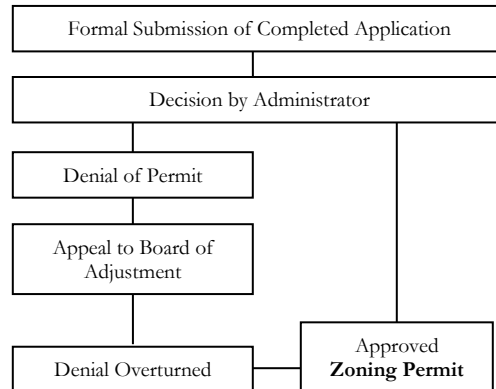 Formal Submission of Completed Application
Decision by Administrator
Denial of Permit
Appeal to Board of
Adjustment
Denial Overturned
Approved
Zoning Permit